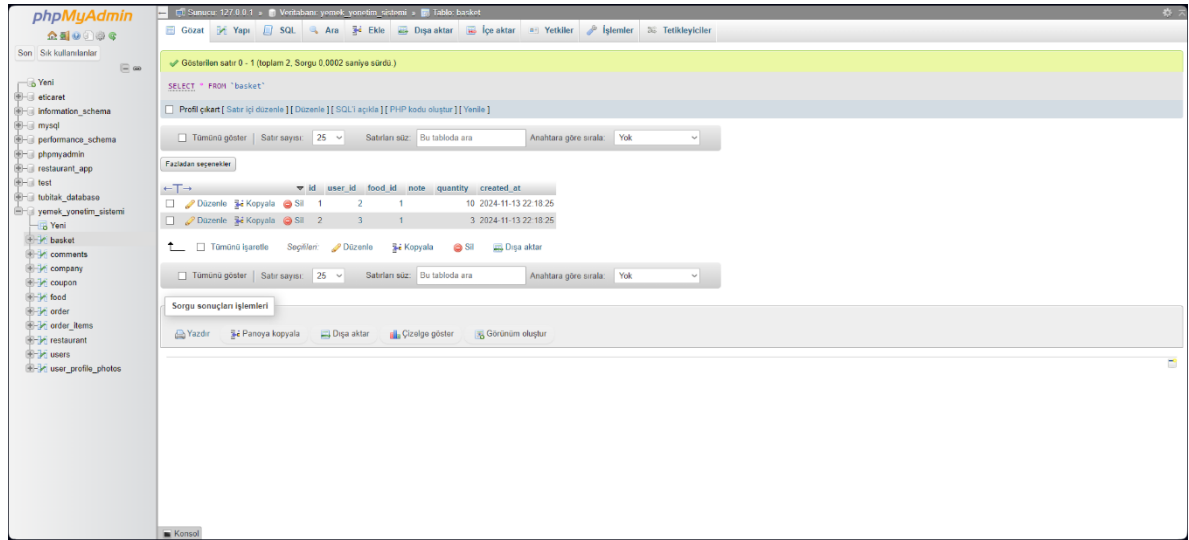 phpMyAdmin
Son Sık kullanılanlar
Yeni
eticaret
information_schema
mysql
performance_schema
phpmyadmin
restaurant_app
test
tubitak_database
yemek_yonetim_sistemi
Yeni
basket
comments
company
coupon
food
order
order_items
restaurant
users
user_profile_photos
Sunucu: 127.0.0.1 » Veritabanı: yemek_yonetim_sistemi » Tablo: basket
Gözat Yapı SQL Ara Ekle Dışa aktar İçe aktar Yetkiler İşlemler Tetikleyiciler
Gösterilen satır 0 - 1 (toplam 2, Sorgu 0,0002 saniye sürdü.)
SELECT * FROM `basket`
Profil çıkart [ Satır içi düzenle ] [ Düzenle ] [ SQL'i açıkla ] [ PHP kodu oluştur ] [ Yenile ]
Tümünü göster | Satır sayısı: 25 Satırları süz: Bu tabloda ara Anahtara göre sırala: Yok
Fazladan seçenekler
←T→ id user_id food_id note quantity created_at
Düzenle Kopyala Sil 1 2 1 10 2024-11-13 22:18:25
Düzenle Kopyala Sil 2 3 1 3 2024-11-13 22:18:25
Tümünü işaretle Seçilileri: Düzenle Kopyala Sil Dışa aktar
Tümünü göster | Satır sayısı: 25 Satırları süz: Bu tabloda ara Anahtara göre sırala: Yok
Sorgu sonuçları işlemleri
Yazdır Panoya kopyala Dışa aktar Çizelge göster Görünüm oluştur
Konsol